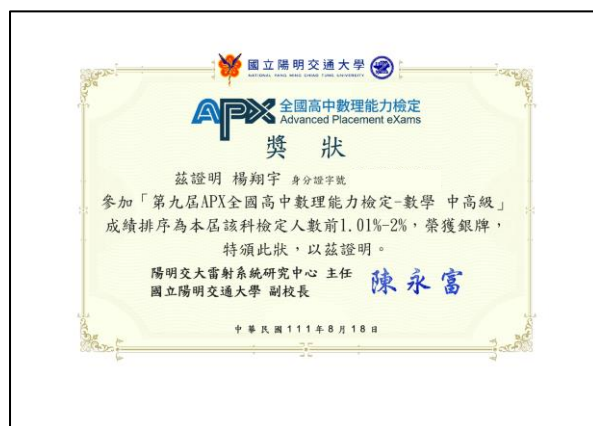 國立陽明交通大學
NATIONAL YANG MING CHIAO TUNG UNIVERSITY
APX 全國高中數理能力檢定
Advanced Placement eXams
獎 狀
茲證明 楊翔宇 身分證字號
參加「第九屆APX全國高中數理能力檢定-數學 中高級」
成績排序為本屆該科檢定人數前1.01%-2%,榮獲銀牌,
特頒此狀,以茲證明。
陽明交大雷射系統研究中心 主任
國立陽明交通大學 副校長 陳永富
中華民國111年8月18日